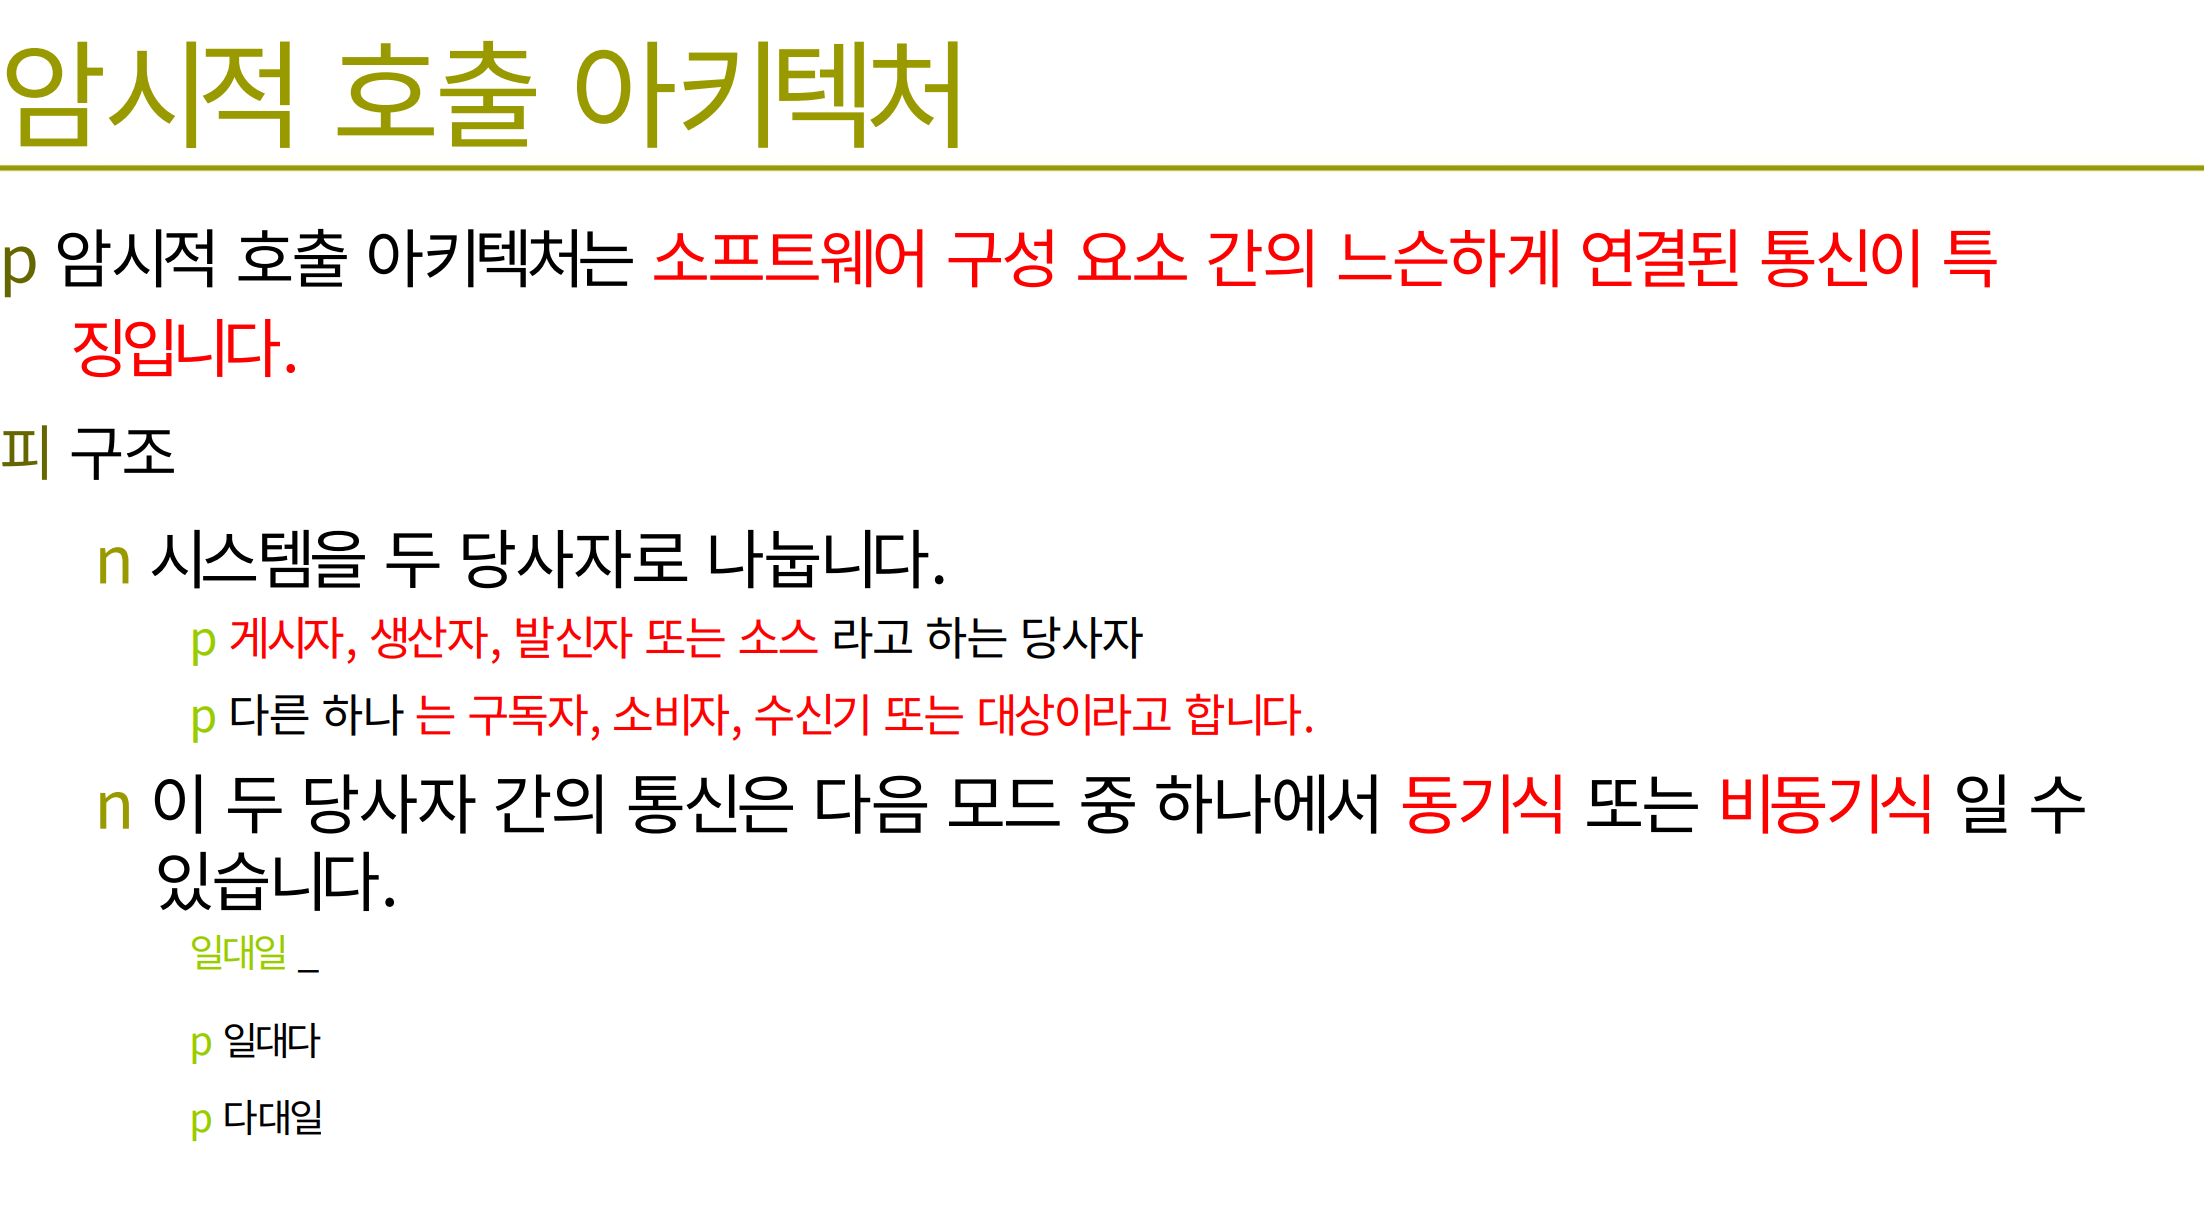 암시적 호출 아키텍처
p 암시적 호출 아키텍처는 소프트웨어 구성 요소 간의 느슨하게 연결된 통신이 특
징입니다.
피 구조
n 시스템을 두 당사자로 나눕니다.
p 게시자, 생산자, 발신자 또는 소스 라고 하는 당사자
p 다른 하나 는 구독자, 소비자, 수신기 또는 대상이라고 합니다.
n 이 두 당사자 간의 통신은 다음 모드 중 하나에서 동기식 또는 비동기식 일 수
있습니다.
일대일 _
p 일대다
p 다대일